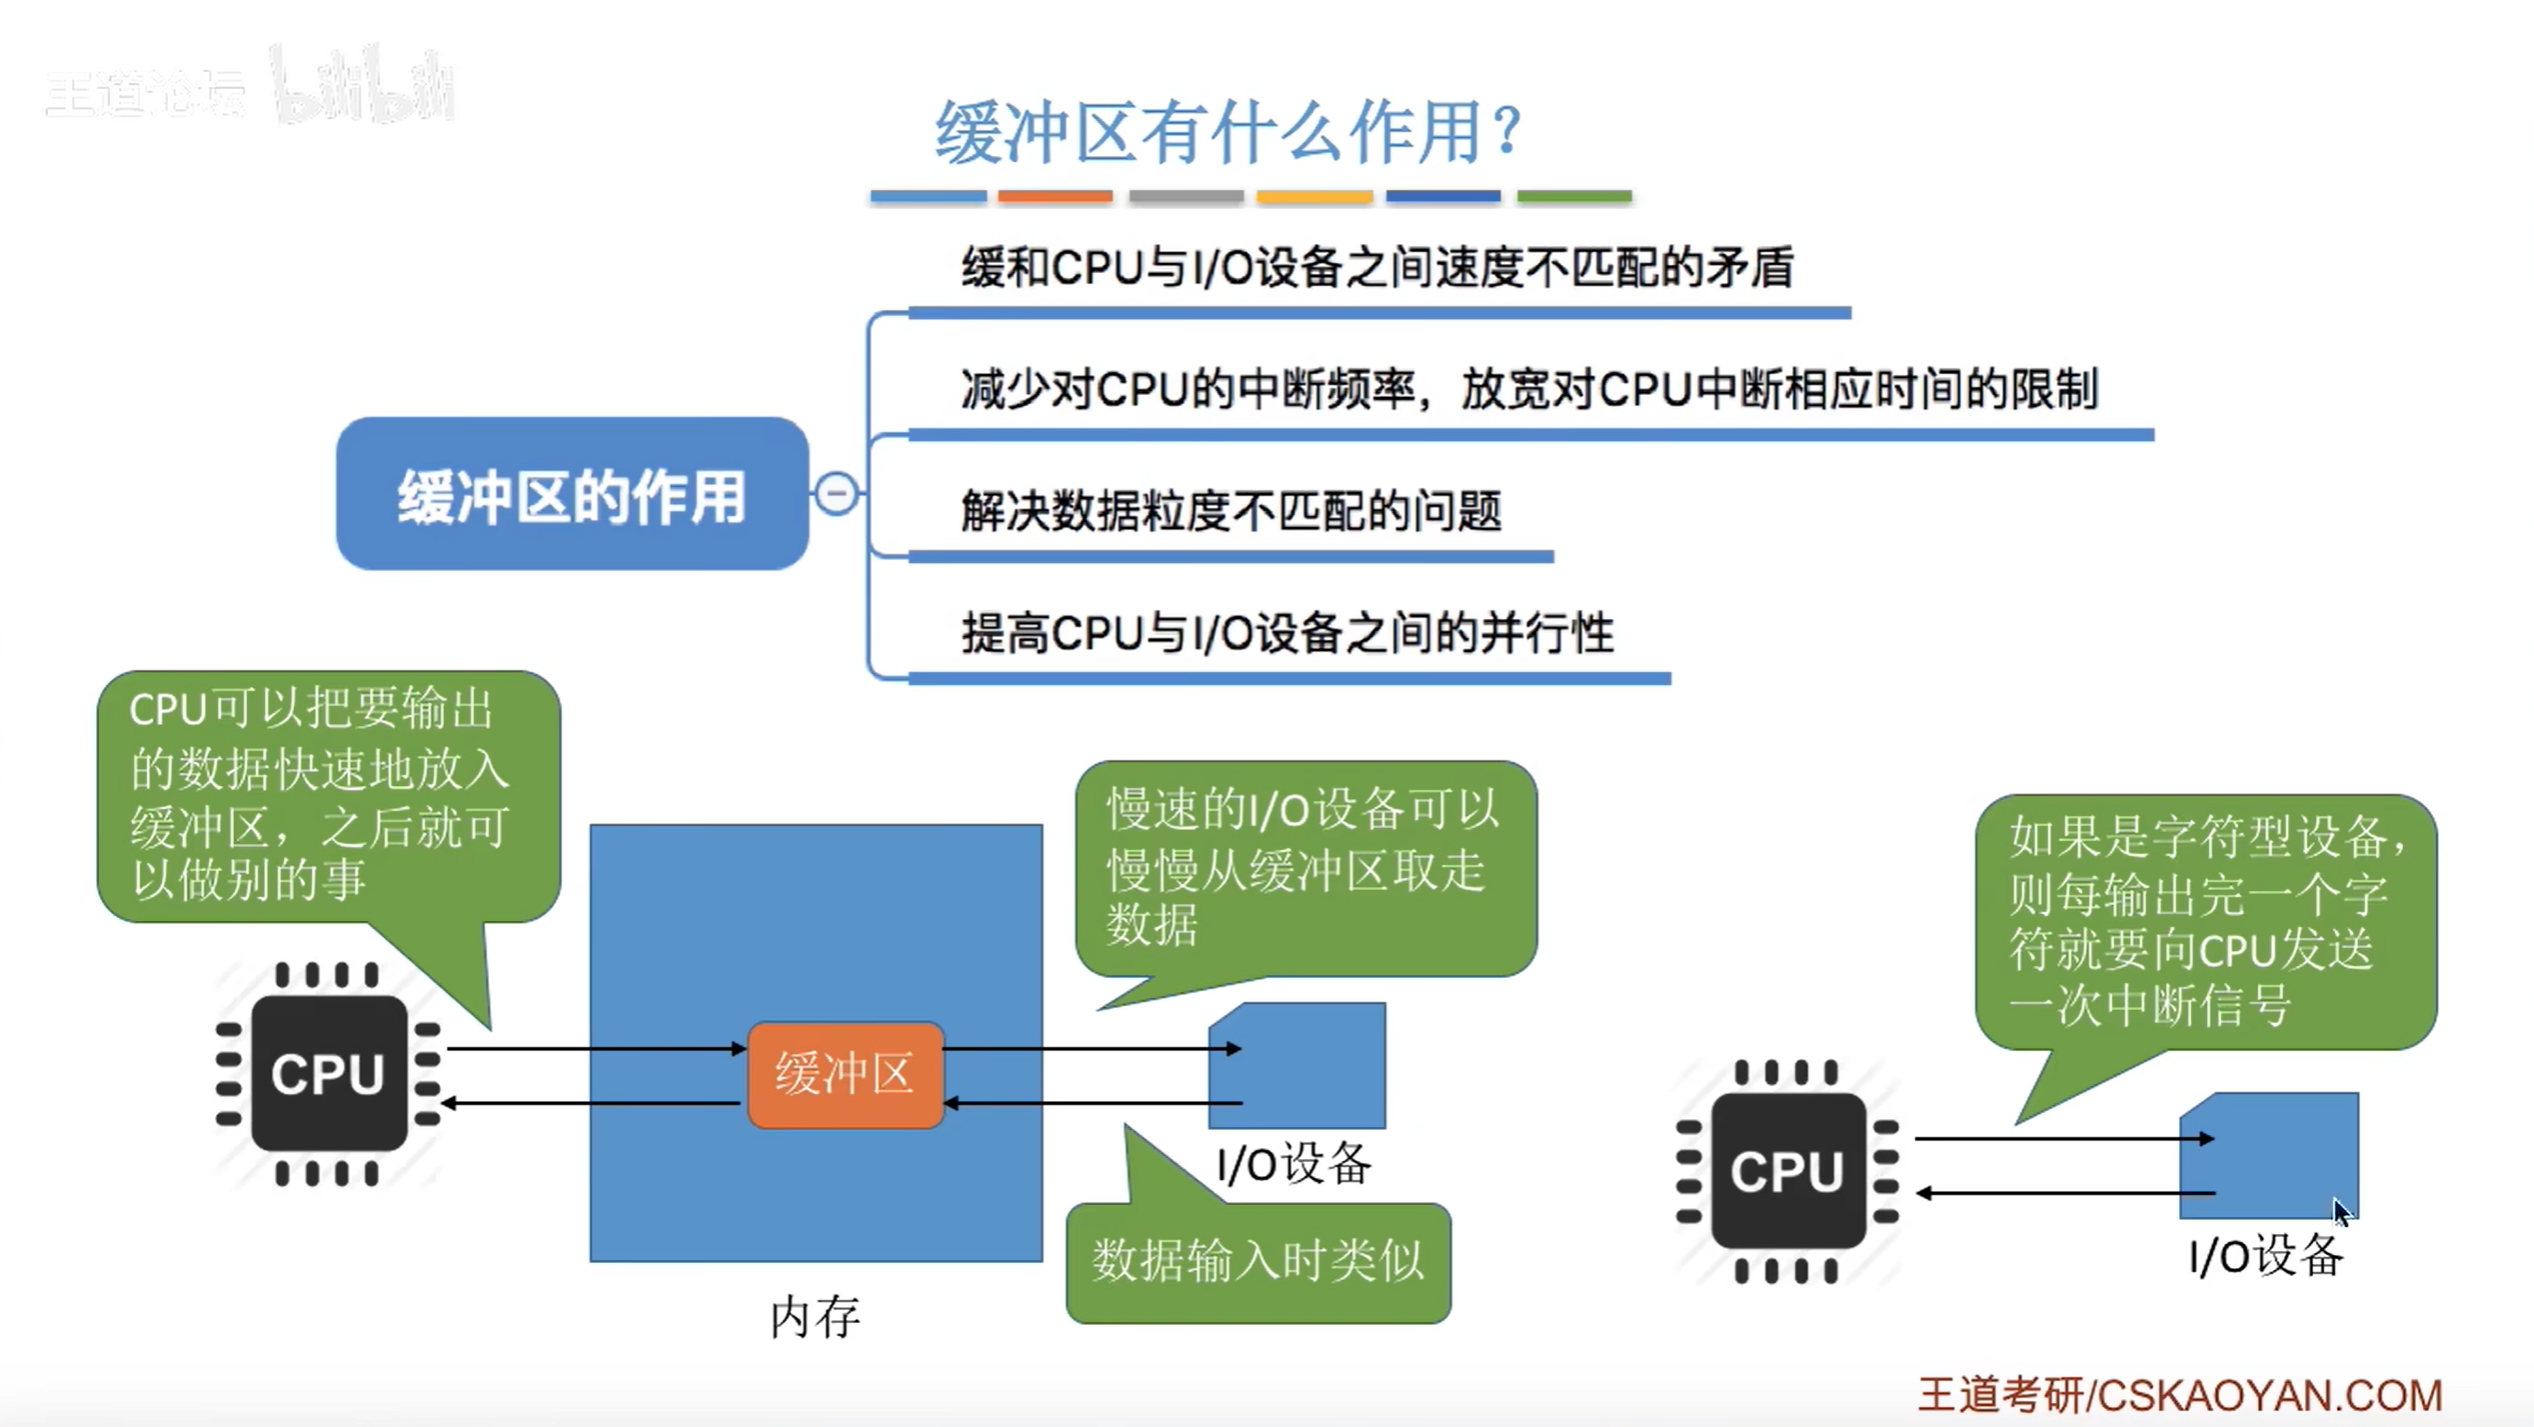 王道论坛 bilibili
缓冲区有什么作用？
缓和CPU与I/O设备之间速度不匹配的矛盾
减少对CPU的中断频率，放宽对CPU中断相应时间的限制
缓冲区的作用
解决数据粒度不匹配的问题
提高CPU与I/O设备之间的并行性
CPU可以把要输出
的数据快速地放入
缓冲区，之后就可
以做别的事
慢速的I/O设备可以
慢慢从缓冲区取走
数据
如果是字符型设备，
则每输出完一个字
符就要向CPU发送
一次中断信号
CPU
缓冲区
I/O设备
数据输入时类似
内存
CPU
I/O设备
王道考研/CSKAOYAN.COM